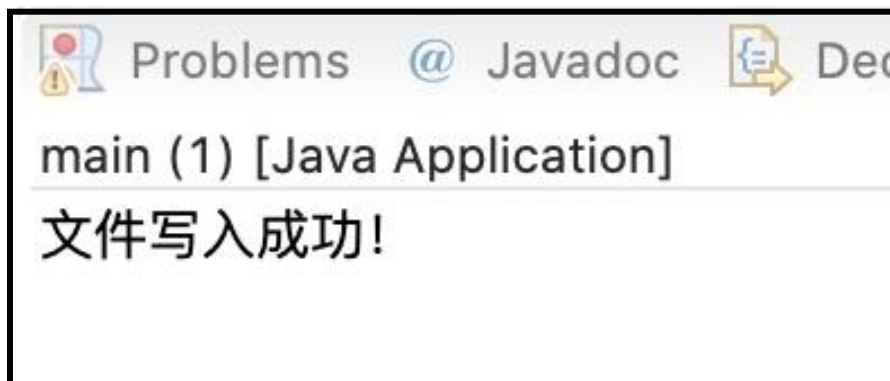 Problems @ Javadoc
main (1) [Java Application]
文件写入成功!